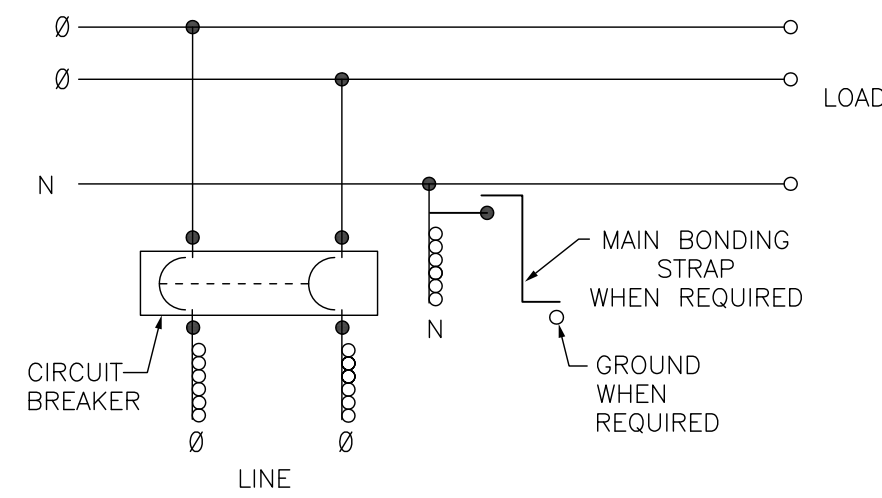 Ø
Ø
LOAD
N
MAIN BONDING
STRAP
WHEN REQUIRED
N
CIRCUIT
BREAKER
GROUND
WHEN
REQUIRED
Ø Ø
LINE